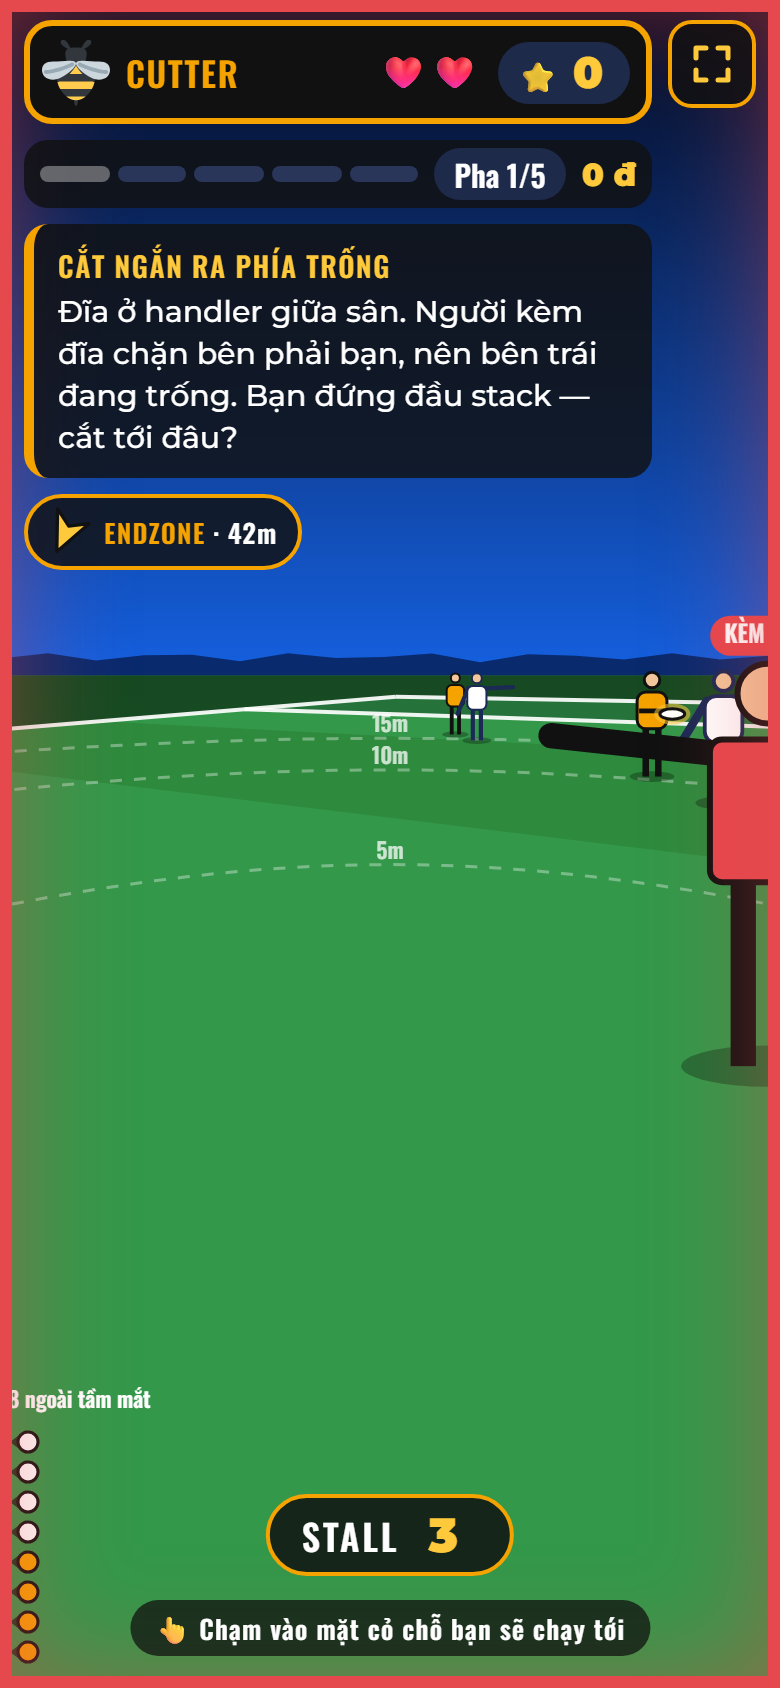 CUTTER
0
Pha 1/5
0 đ
CẮT NGẮN RA PHÍA TRỐNG
Đĩa ở handler giữa sân. Người kèm
đĩa chặn bên phải bạn, nên bên trái
đang trống. Bạn đứng đầu stack —
cắt tới đâu?
ENDZONE · 42m
KÈM
15m
10m
5m
8 ngoài tầm mắt
STALL 3
Chạm vào mặt cỏ chỗ bạn sẽ chạy tới